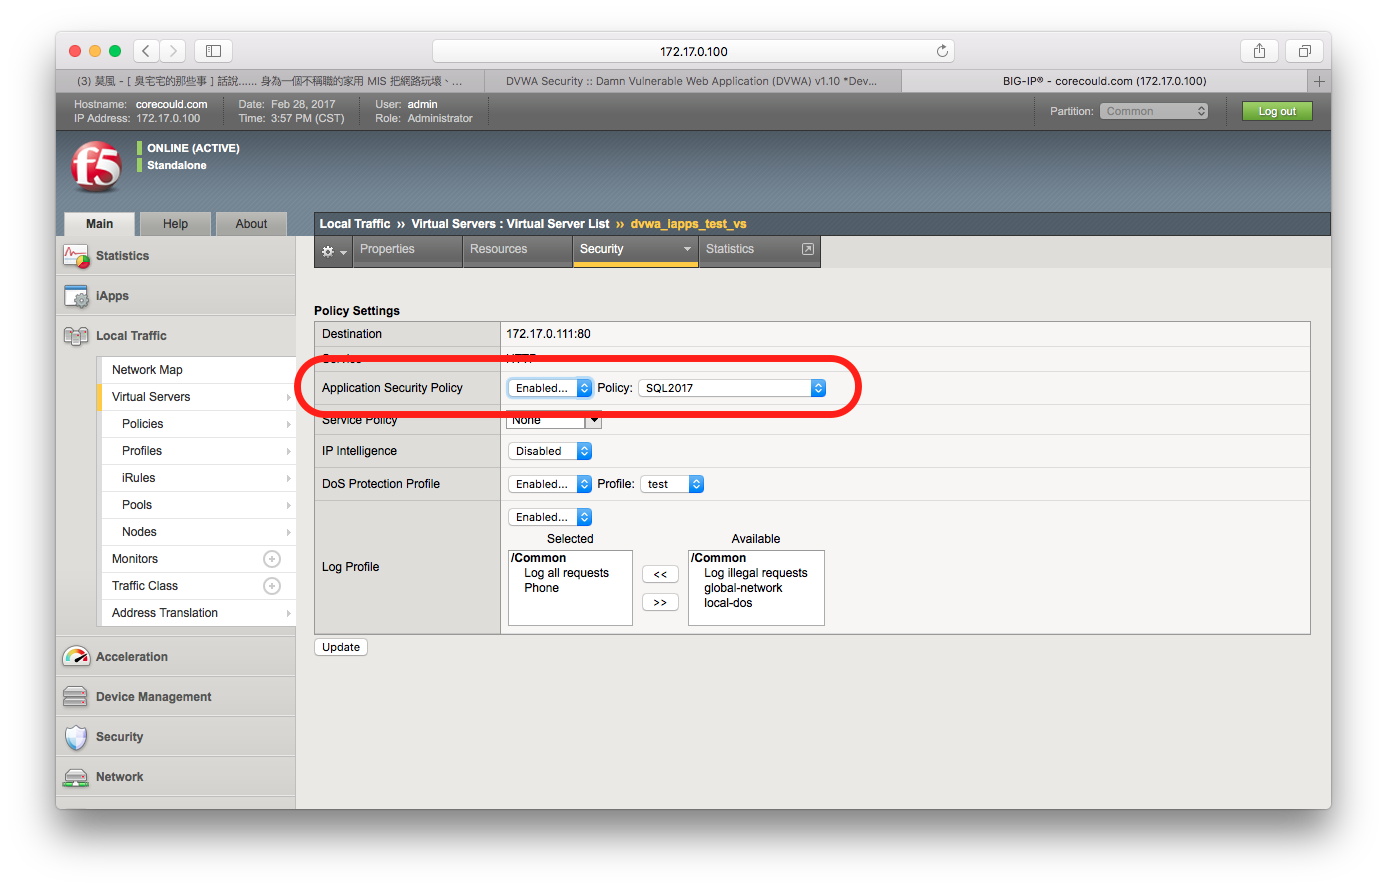 172.17.0.100
(3) 莫風 - [ 臭宅宅的那些事 ] 話說...... 身為一個不稱職的家用 MIS 把網路玩壞、...
DVWA Security :: Damn Vulnerable Web Application (DVWA) v1.10 *Dev...
BIG-IP® - corecould.com (172.17.0.100)
Hostname: corecould.com
Date: Feb 28, 2017
User: admin
IP Address: 172.17.0.100
Time: 3:57 PM (CST)
Role: Administrator
Partition: Common
Log out
f5
ONLINE (ACTIVE)
Standalone
Main
Help
About
Local Traffic ›› Virtual Servers : Virtual Server List ›› dvwa_iapps_test_vs
Properties
Resources
Security
Statistics
Statistics
iApps
Local Traffic
Network Map
Virtual Servers
Policies
Profiles
iRules
Pools
Nodes
Monitors
Traffic Class
Address Translation
Acceleration
Device Management
Security
Network
Policy Settings
Destination 172.17.0.111:80
Service HTTP
Application Security Policy Enabled... Policy: SQL2017
Service Policy None
IP Intelligence Disabled
DoS Protection Profile Enabled... Profile: test
Log Profile
Enabled...
Selected
Available
/Common
Log all requests
Phone
<<
>>
/Common
Log illegal requests
global-network
local-dos
Update